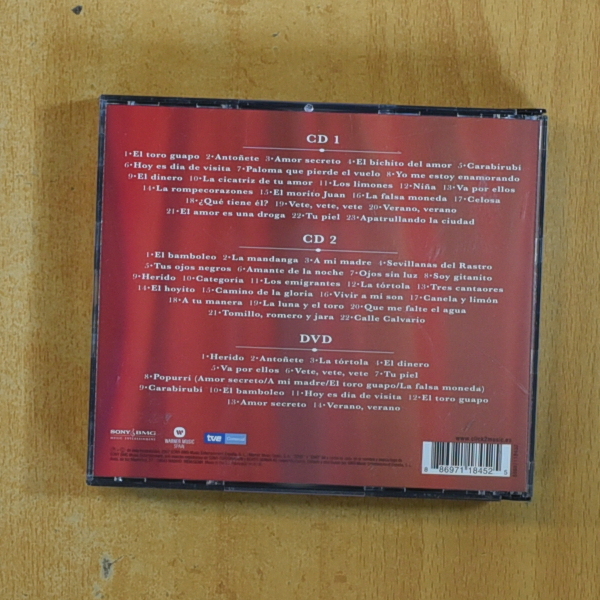 CD 1
1•El toro guapo 2•Antoñete 3•Amor secreto 4•El bichito del amor 5•Carabirubi
6•Hoy es día de visita 7•Paloma que pierde el vuelo 8•Yo me estoy enamorando
9•El dinero 10•La cicatriz de tu amor 11•Los limones 12•Niña 13•Va por ellos
14•La rompecorazones 15•El morito Juan 16•La falsa moneda 17•Celosa
18•¿Qué tiene él? 19•Vete, vete, vete 20•Verano, verano
21•El amor es una droga 22•Tu piel 23•Apatrullando la ciudad
CD 2
1•El bamboleo 2•La mandanga 3•A mi madre 4•Sevillanas del Rastro
5•Tus ojos negros 6•Amante de la noche 7•Ojos sin luz 8•Soy gitanito
9•Herido 10•Categoría 11•Los emigrantes 12•La tórtola 13•Tres cantaores
14•El hoyito 15•Camino de la gloria 16•Vivir a mi son 17•Canela y limón
18•A tu manera 19•La luna y el toro 20•Que me falte el agua
21•Tomillo, romero y jara 22•Calle Calvario
DVD
1•Herido 2•Antoñete 3•La tórtola 4•El dinero
5•Va por ellos 6•Vete, vete, vete 7•Tu piel
8•Popurrí (Amor secreto/A mi madre/El toro guapo/La falsa moneda)
9•Carabirubi 10•El bamboleo 11•Hoy es día de visita 12•El toro guapo
13•Amor secreto 14•Verano, verano
SONY BMG
MUSIC ENTERTAINMENT
WARNER MUSIC
SPAIN
tve
8 86971 18452 5